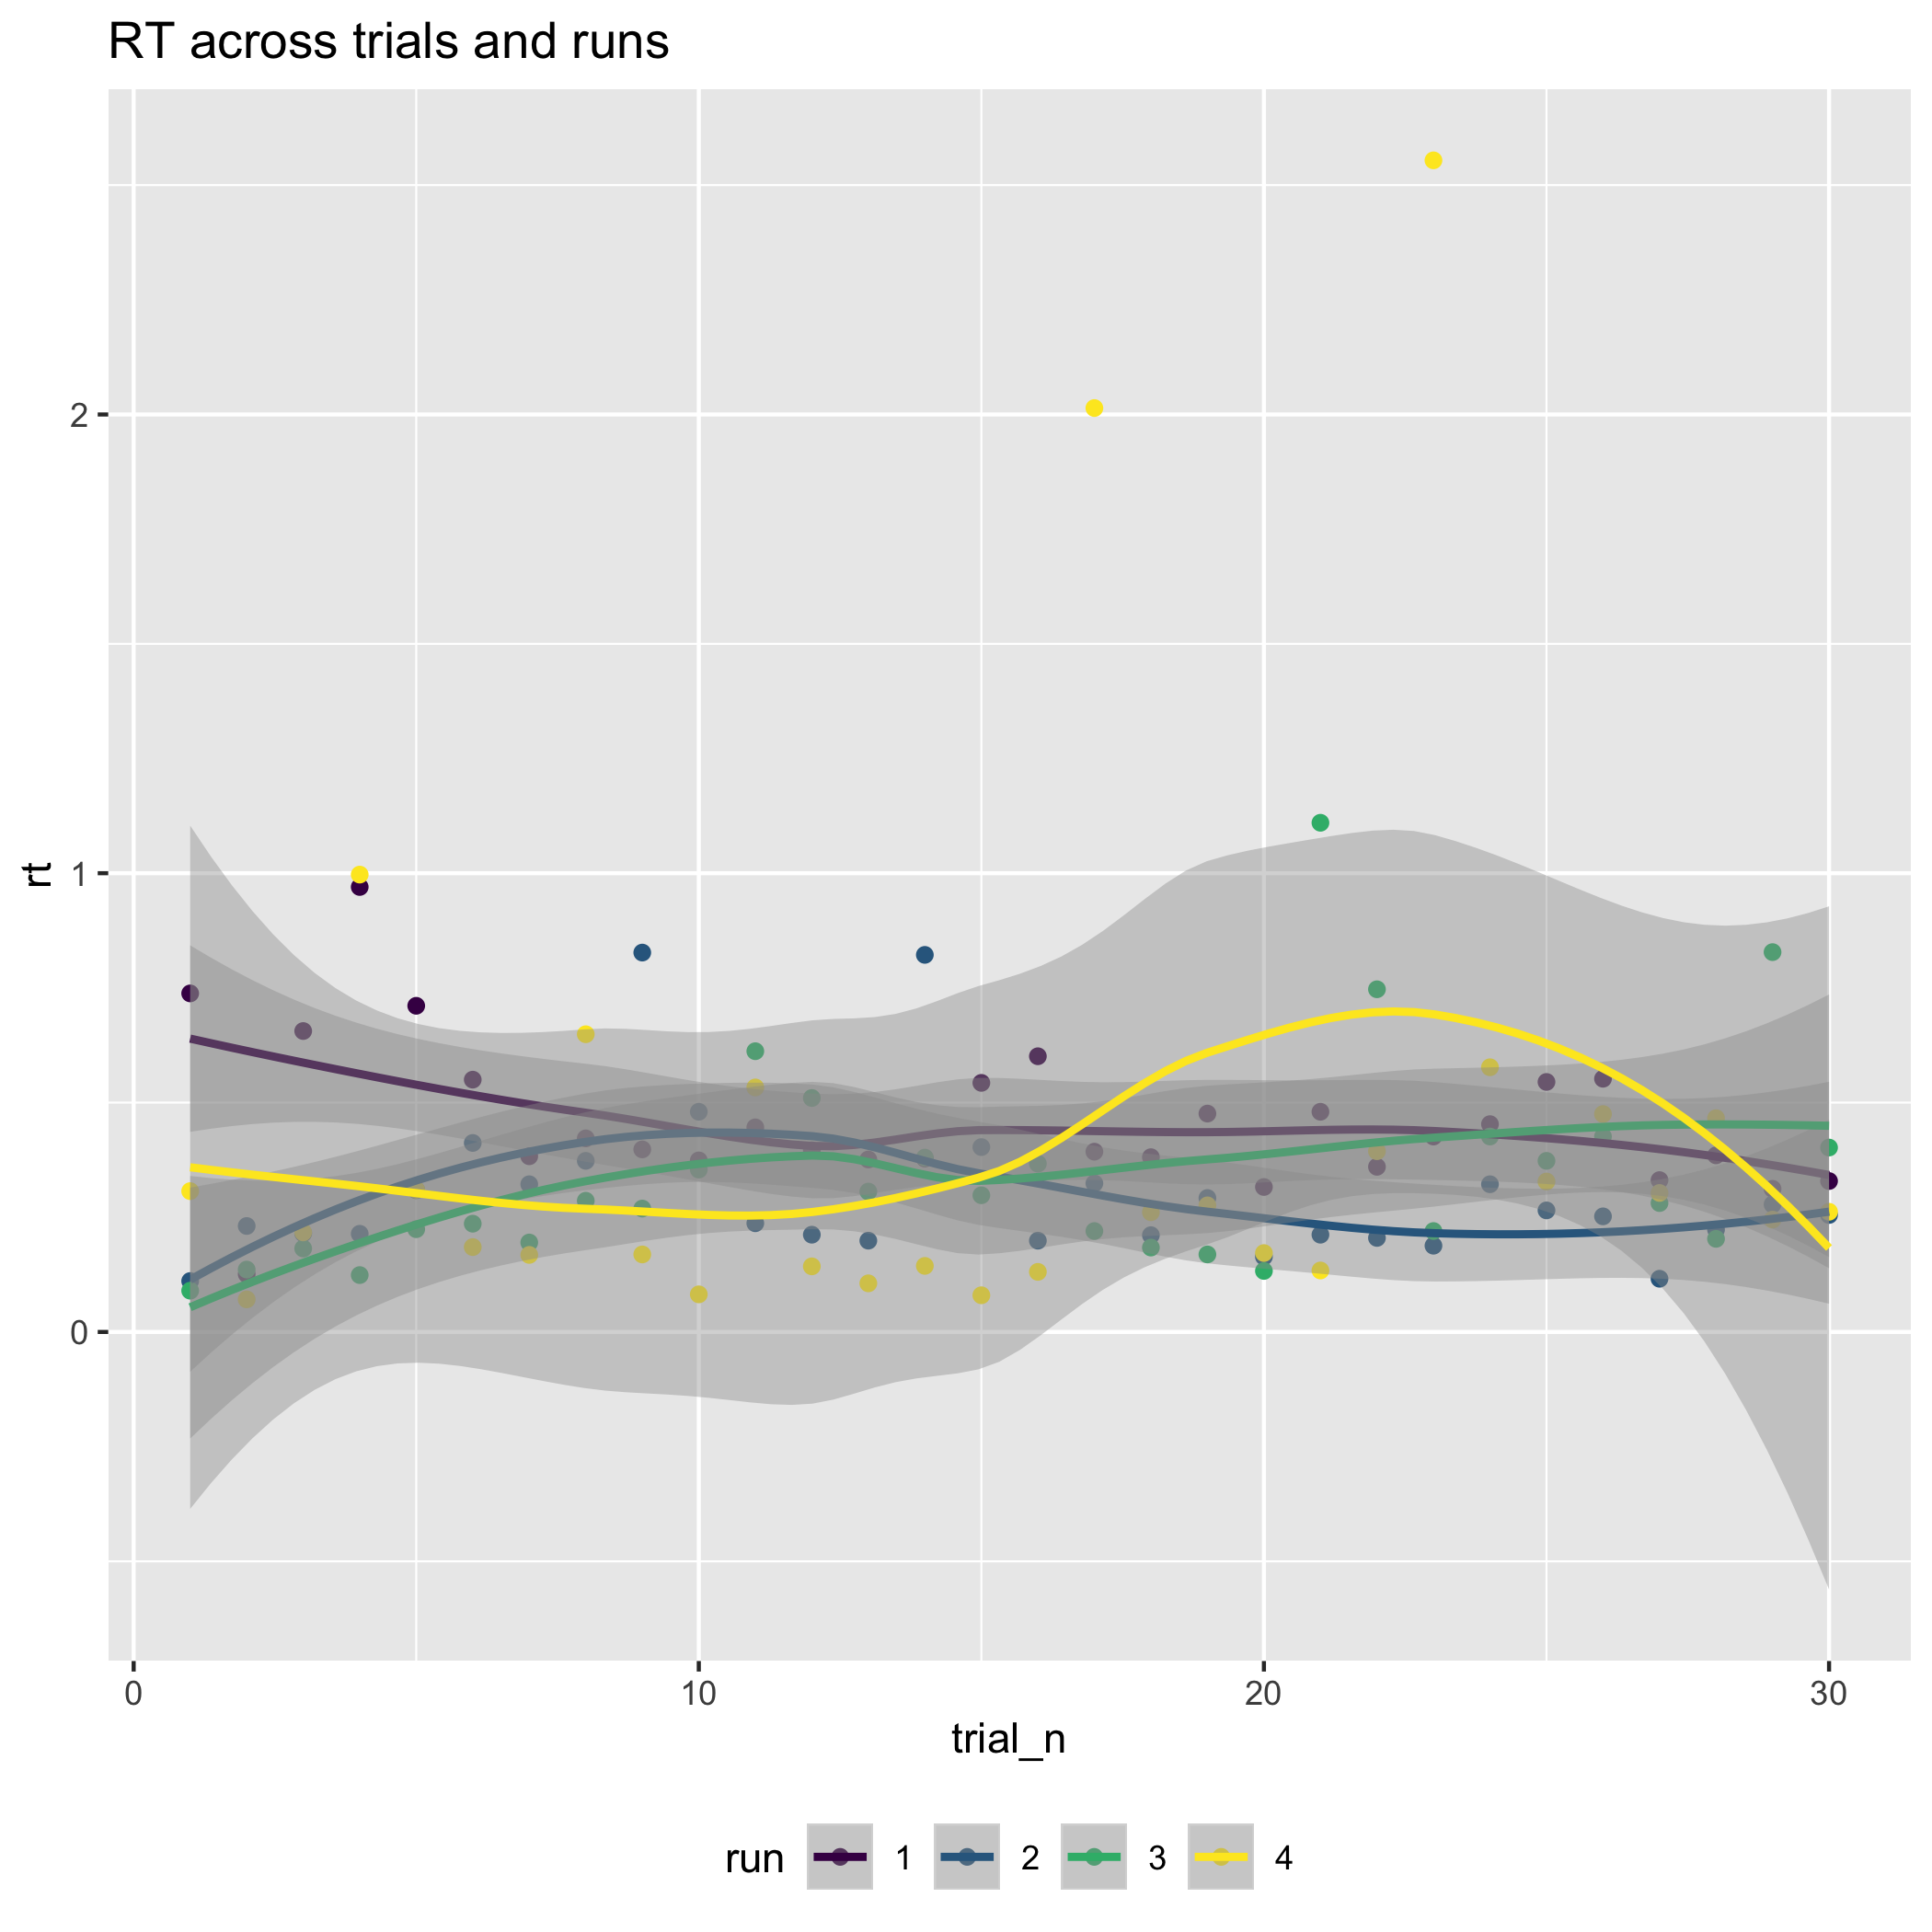 RT across trials and runs
rt
2
1
0
0 10 20 30
trial_n
run 1 2 3 4